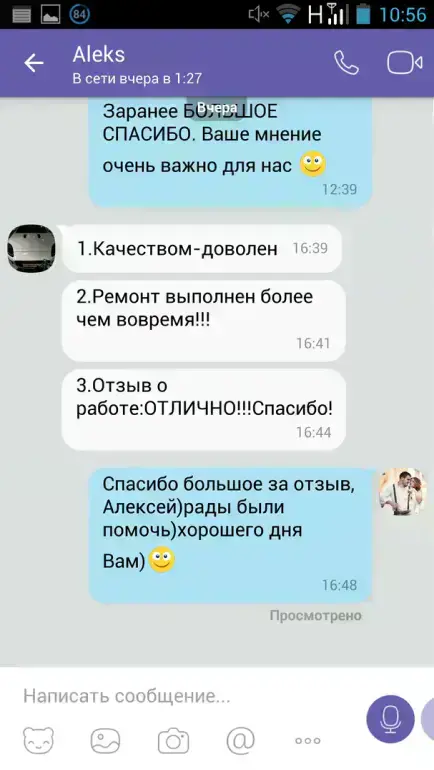 84
H
10:56
Aleks
В сети вчера в 1:27
Вчера
Заранее БОЛЬШОЕ
СПАСИБО. Ваше мнение
очень важно для нас
12:39
1.Качеством-доволен 16:39
2.Ремонт выполнен более
чем вовремя!!!
16:41
3.Отзыв о
работе:ОТЛИЧНО!!!Спасибо!
16:44
Спасибо большое за отзыв,
Алексей)рады были
помочь)хорошего дня
Вам)
16:48
Просмотрено
Написать сообщение...